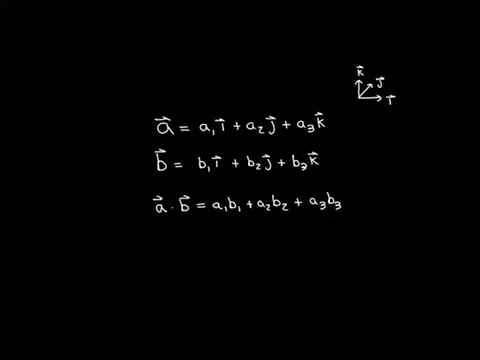 k⃗
j⃗
i⃗
a⃗ = a₁i⃗ + a₂j⃗ + a₃k⃗
b⃗ = b₁i⃗ + b₂j⃗ + b₃k⃗
a⃗ · b⃗ = a₁b₁ + a₂b₂ + a₃b₃